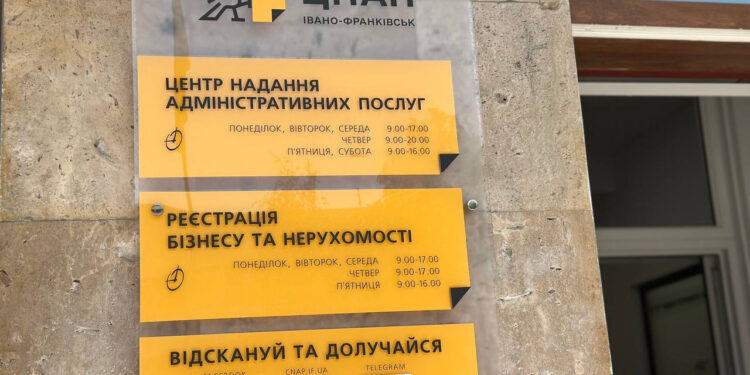 ЦНАП
ІВАНО-ФРАНКІВСЬК
ЦЕНТР НАДАННЯ
АДМІНІСТРАТИВНИХ ПОСЛУГ
ПОНЕДІЛОК, ВІВТОРОК, СЕРЕДА 9.00-17.00
ЧЕТВЕР 9.00-20.00
П'ЯТНИЦЯ, СУБОТА 9.00-16.00
РЕЄСТРАЦІЯ
БІЗНЕСУ ТА НЕРУХОМОСТІ
ПОНЕДІЛОК, ВІВТОРОК, СЕРЕДА 9.00-17.00
ЧЕТВЕР 9.00-17.00
П'ЯТНИЦЯ 9.00-16.00
ВІДСКАНУЙ ТА ДОЛУЧАЙСЯ
FACEBOOK CNAP.IF.UA TELEGRAM